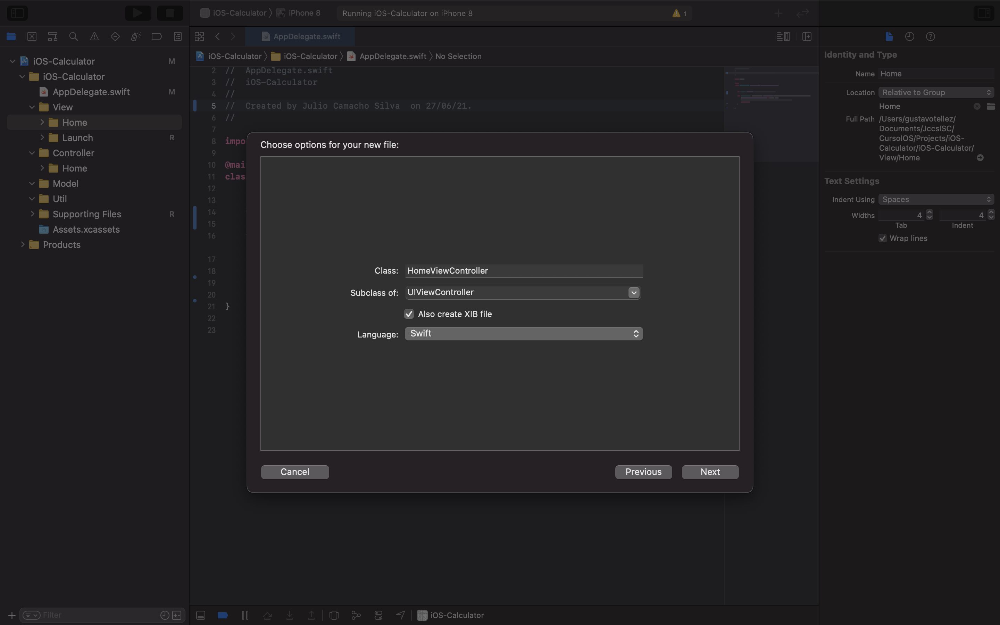 iOS-Calculator
iPhone 8
Running iOS-Calculator on iPhone 8
1
AppDelegate.swift
iOS-Calculator
iOS-Calculator
AppDelegate.swift
No Selection
iOS-Calculator M
iOS-Calculator
AppDelegate.swift M
View
Home
Launch R
Controller
Home
Model
Util
Supporting Files R
Assets.xcassets
Products
Filter
2 // AppDelegate.swift
3 // iOS-Calculator
4 //
5 // Created by Julio Camacho Silva  on 27/06/21.
6 //
7
8 impo
9
10 @mai
11 clas
12
13
14
15
16
17
18
19
20
21 }
22
23
Choose options for your new file:
Class: HomeViewController
Subclass of: UIViewController
Also create XIB file
Language: Swift
Cancel
Previous
Next
iOS-Calculator
Identity and Type
Name Home
Location Relative to Group
Home
Full Path /Users/gustavotellez/
Documents/JccsISC/
CursoIOS/Projects/iOS-
Calculator/iOS-Calculator/
View/Home
Text Settings
Indent Using Spaces
Widths 4 4
Tab Indent
Wrap lines